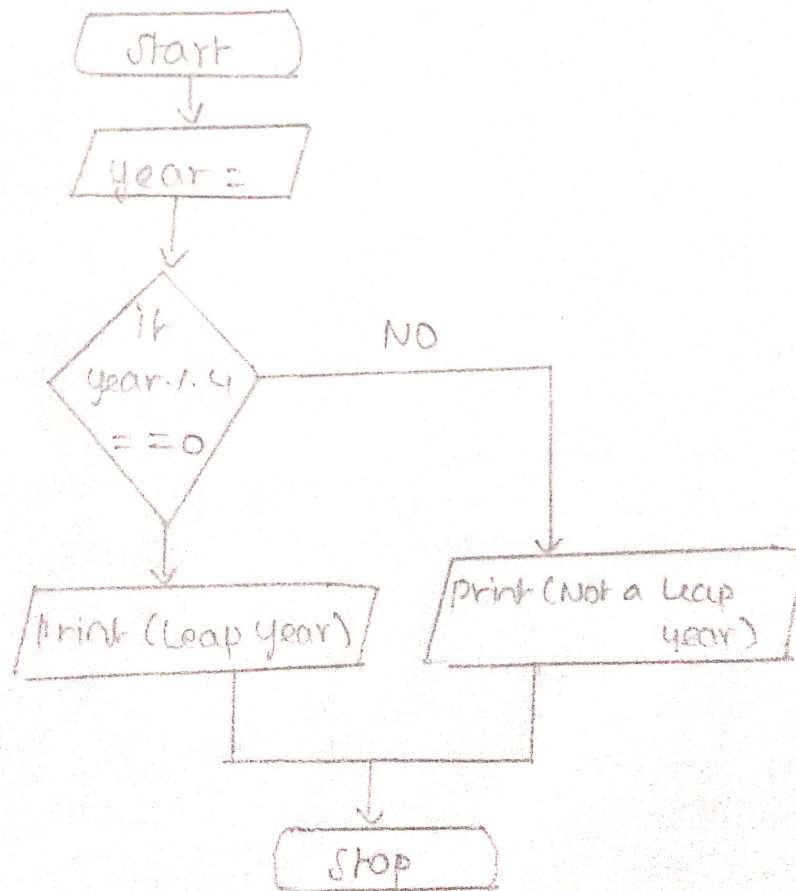 Start
year =
if
year % 4
= = 0
NO
print (Leap year)
print (Not a Leap
year)
Stop